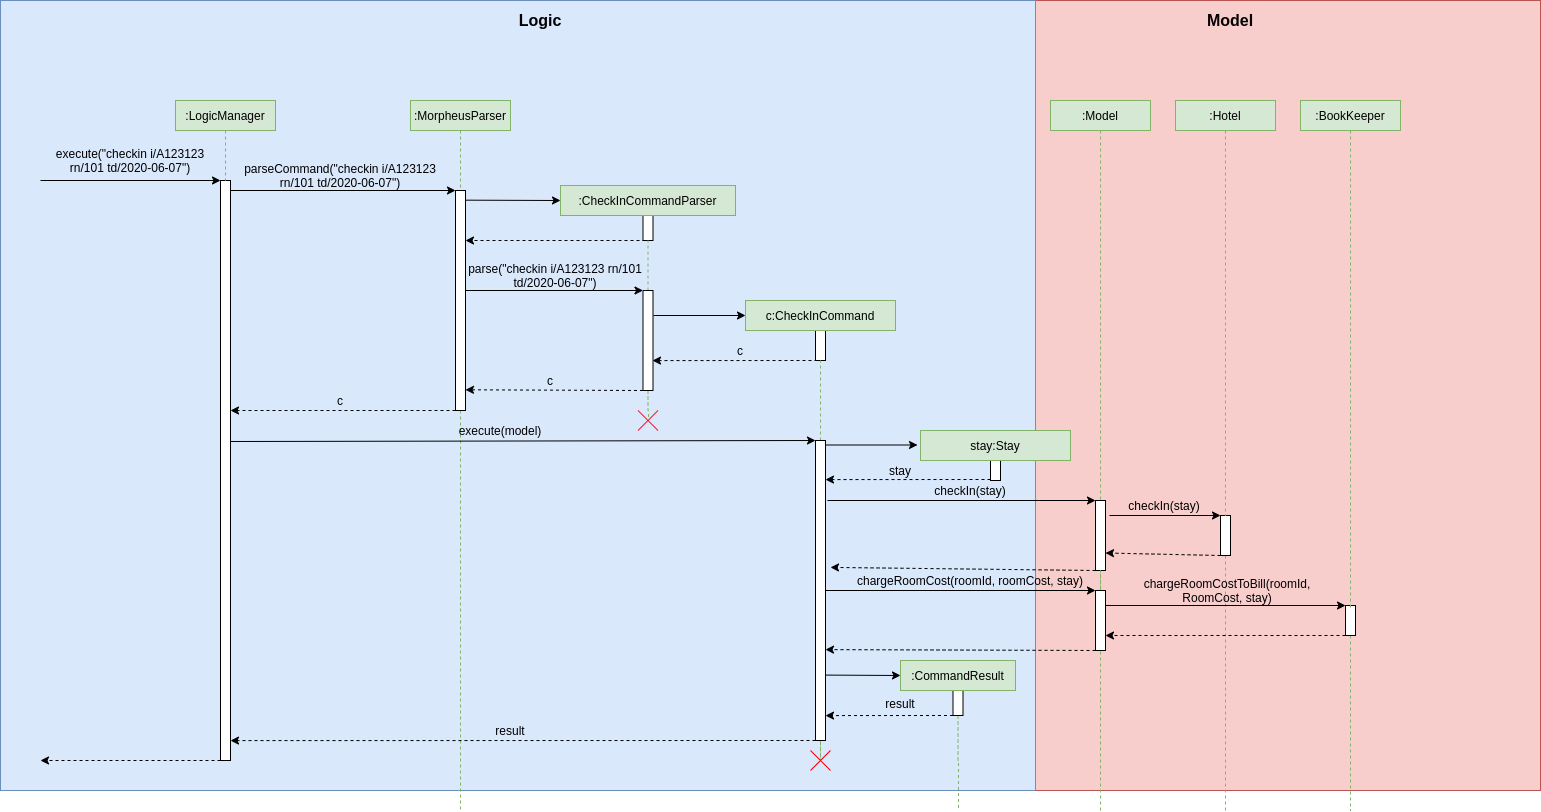 Logic
Model
:LogicManager
:MorpheusParser
:Model
:Hotel
:BookKeeper
execute("checkin i/A123123
rn/101 td/2020-06-07")
parseCommand("checkin i/A123123
rn/101 td/2020-06-07")
:CheckInCommandParser
parse("checkin i/A123123 rn/101
td/2020-06-07")
c:CheckInCommand
c
c
c
execute(model)
stay:Stay
stay
checkIn(stay)
checkIn(stay)
chargeRoomCost(roomId, roomCost, stay)
chargeRoomCostToBill(roomId,
RoomCost, stay)
:CommandResult
result
result